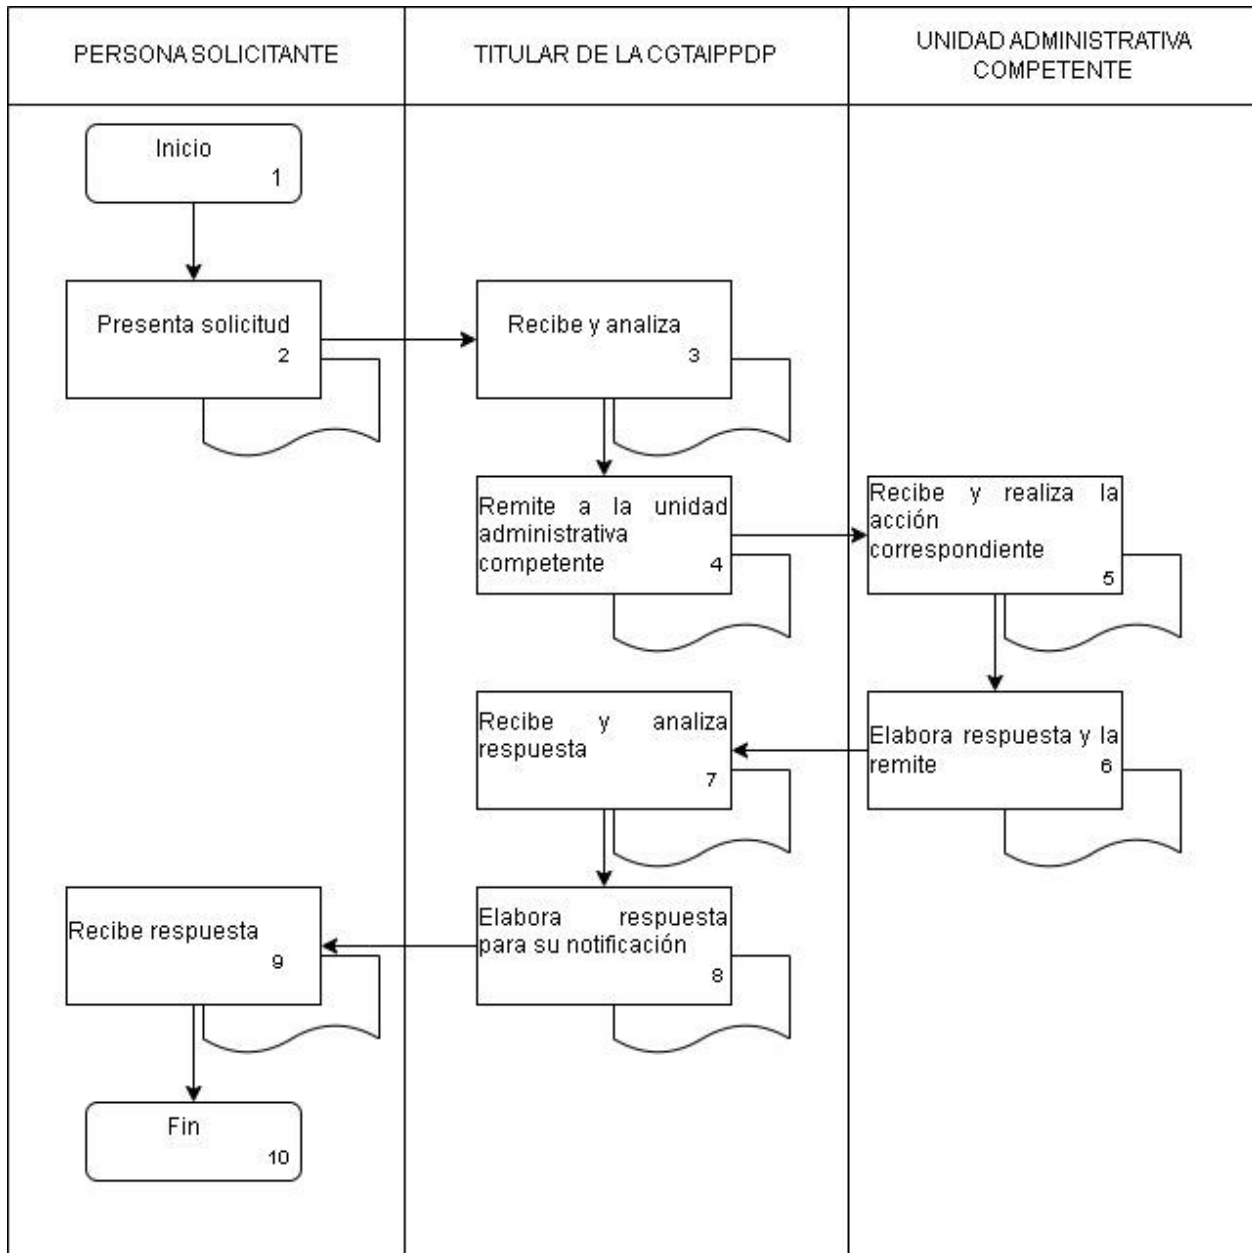 PERSONA SOLICITANTE
TITULAR DE LA CGTAIPPDP
UNIDAD ADMINISTRATIVA
COMPETENTE
Inicio
1
Presenta solicitud
2
Recibe y analiza
3
Remite a la unidad
administrativa
competente 4
Recibe y realiza la
acción
correspondiente
5
Elabora respuesta y la
remite 6
Recibe y analiza
respuesta
7
Elabora respuesta
para su notificación
8
Recibe respuesta
9
Fin
10